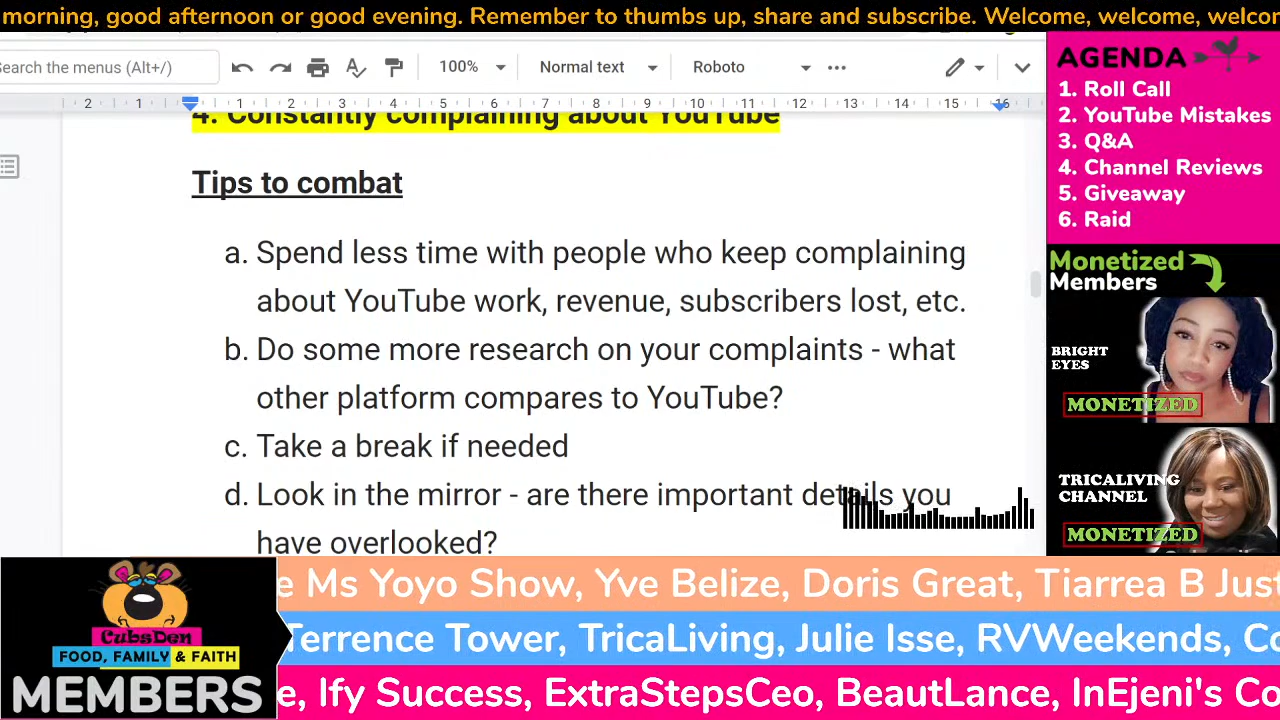 morning, good afternoon or good evening. Remember to thumbs up, share and subscribe. Welcome, welcome,
Search the menus (Alt+/)
100%
Normal text
Roboto
2 1 1 2 3 4 5 6 7 8 9 10 11 12 13 14 15 16
4. Constantly complaining about YouTube
Tips to combat
a. Spend less time with people who keep complaining
about YouTube work, revenue, subscribers lost, etc.
b. Do some more research on your complaints - what
other platform compares to YouTube?
c. Take a break if needed
d. Look in the mirror - are there important details you
have overlooked?
AGENDA
1. Roll Call
2. YouTube Mistakes
3. Q&A
4. Channel Reviews
5. Giveaway
6. Raid
Monetized
Members
BRIGHT
EYES
MONETIZED
TRICALIVING
CHANNEL
MONETIZED
CubsDen
FOOD, FAMILY & FAITH
MEMBERS
e Ms Yoyo Show, Yve Belize, Doris Great, Tiarrea B Just
Terrence Tower, TricaLiving, Julie Isse, RVWeekends,
e, Ify Success, ExtraStepsCeo, BeautLance, InEjeni's